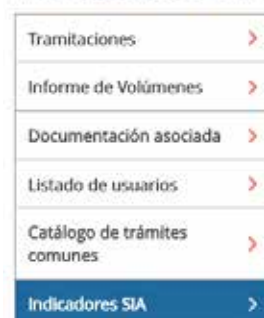 Tramitaciones
Informe de Volúmenes
Documentación asociada
Listado de usuarios
Catálogo de trámites
comunes
Indicadores SIA